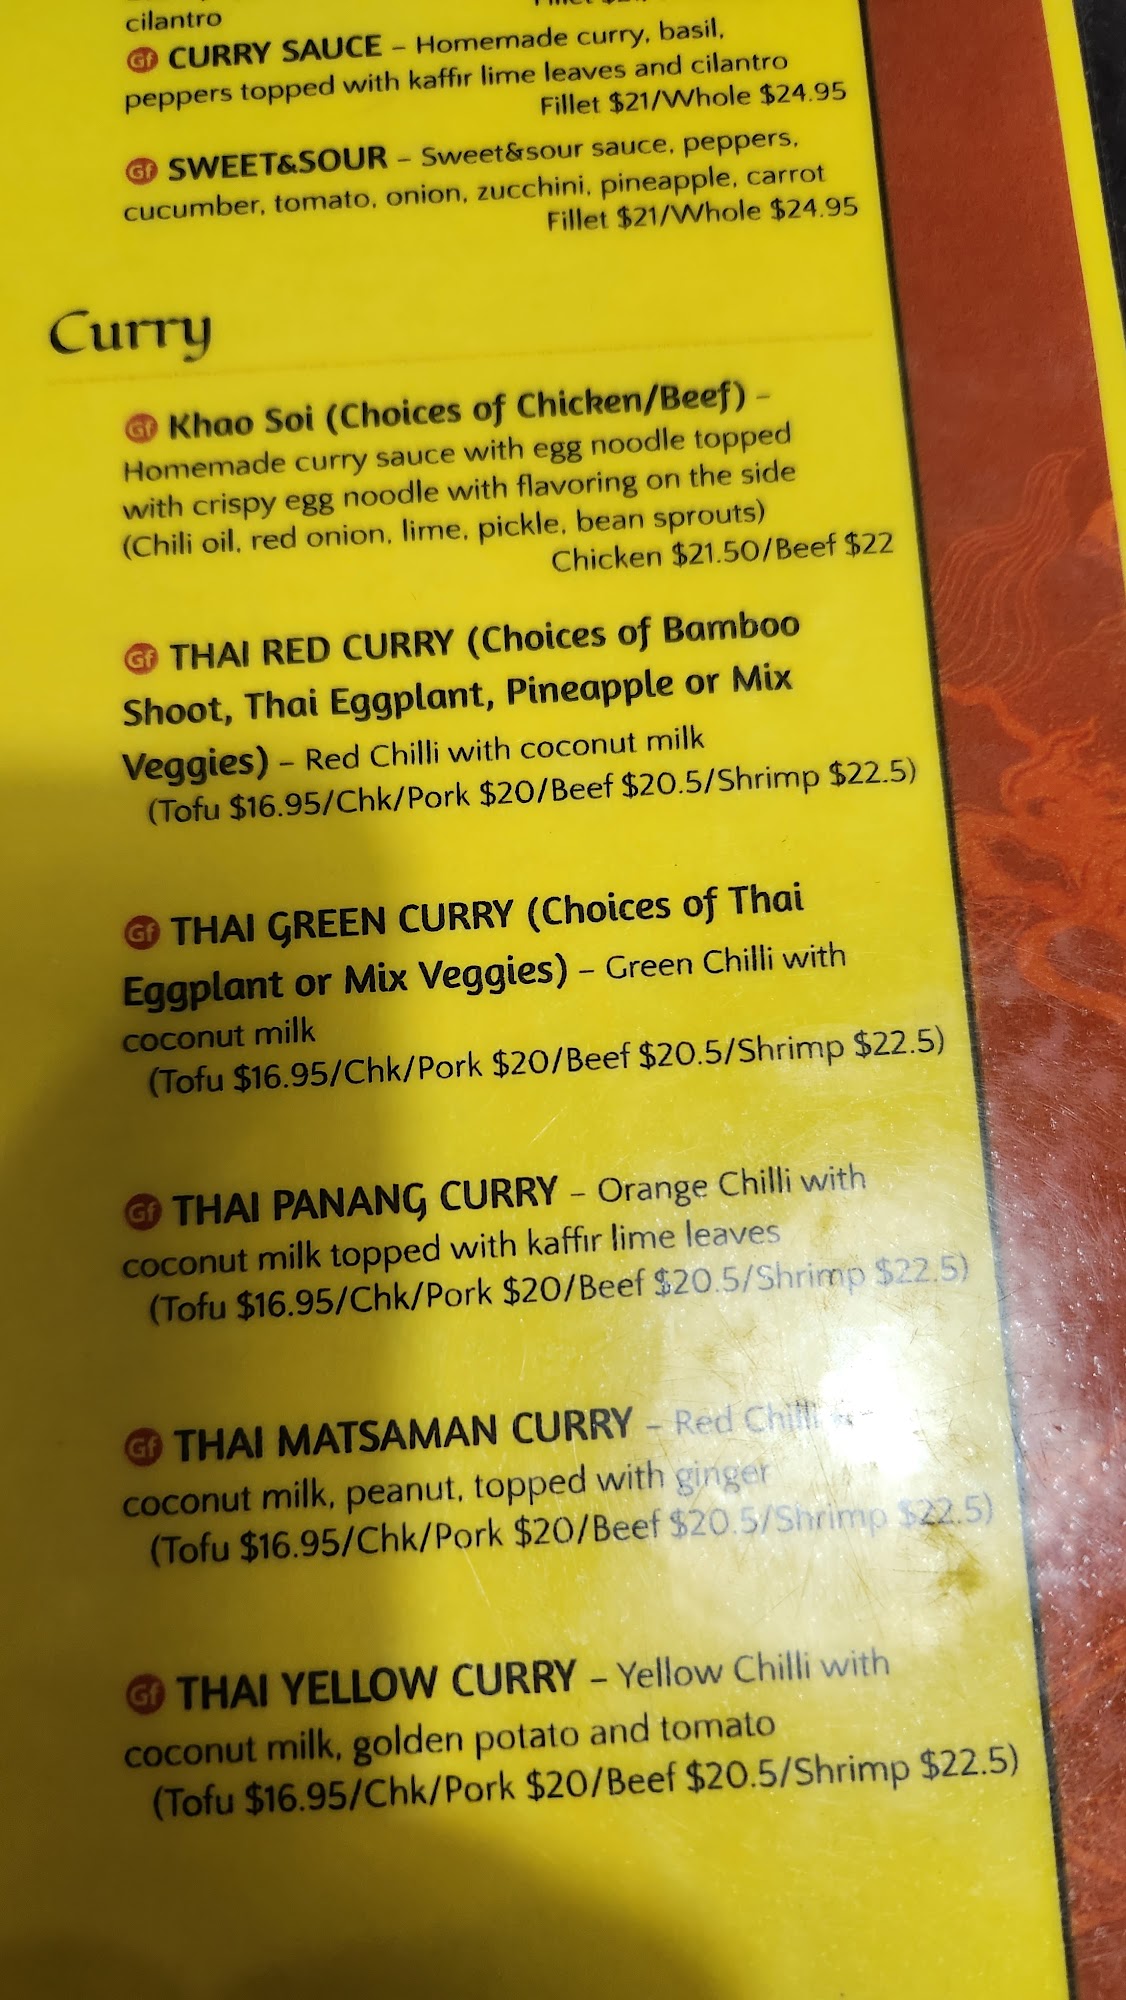 cilantro
Gf CURRY SAUCE – Homemade curry, basil,
peppers topped with kaffir lime leaves and cilantro
Fillet $21/Whole $24.95
Gf SWEET&SOUR – Sweet&sour sauce, peppers,
cucumber, tomato, onion, zucchini, pineapple, carrot
Fillet $21/Whole $24.95
Curry
Gf Khao Soi (Choices of Chicken/Beef) –
Homemade curry sauce with egg noodle topped
with crispy egg noodle with flavoring on the side
(Chili oil, red onion, lime, pickle, bean sprouts)
Chicken $21.50/Beef $22
Gf THAI RED CURRY (Choices of Bamboo
Shoot, Thai Eggplant, Pineapple or Mix
Veggies) – Red Chilli with coconut milk
(Tofu $16.95/Chk/Pork $20/Beef $20.5/Shrimp $22.5)
Gf THAI GREEN CURRY (Choices of Thai
Eggplant or Mix Veggies) – Green Chilli with
coconut milk
(Tofu $16.95/Chk/Pork $20/Beef $20.5/Shrimp $22.5)
Gf THAI PANANG CURRY – Orange Chilli with
coconut milk topped with kaffir lime leaves
(Tofu $16.95/Chk/Pork $20/Beef $20.5/Shrimp $22.5)
Gf THAI MATSAMAN CURRY – Red Chilli
coconut milk, peanut, topped with ginger
(Tofu $16.95/Chk/Pork $20/Beef $20.5/Shrimp $22.5)
Gf THAI YELLOW CURRY – Yellow Chilli with
coconut milk, golden potato and tomato
(Tofu $16.95/Chk/Pork $20/Beef $20.5/Shrimp $22.5)